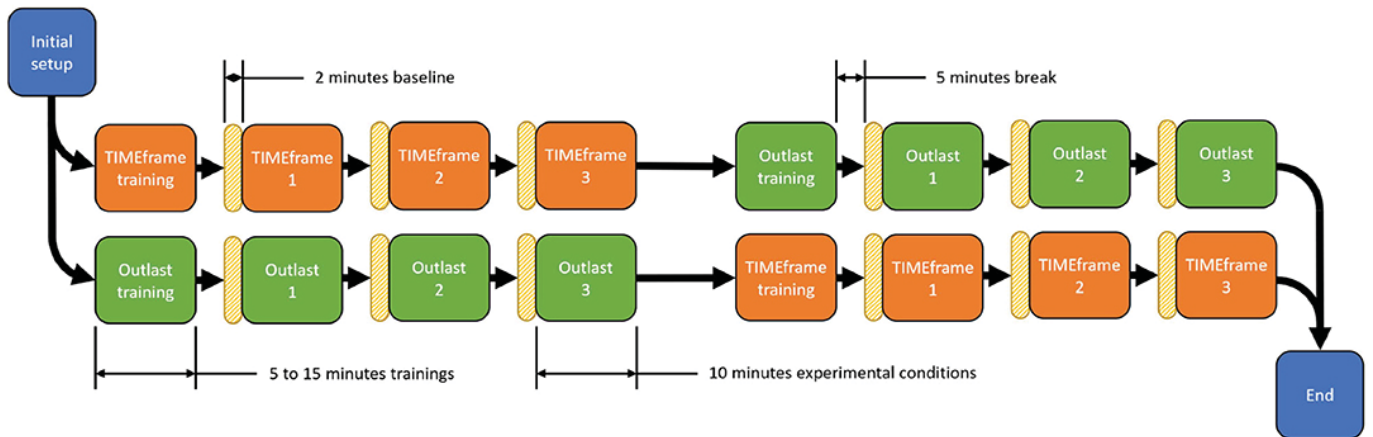 Initial
setup
2 minutes baseline
5 minutes break
TIMEframe
training
TIMEframe
1
TIMEframe
2
TIMEframe
3
Outlast
training
Outlast
1
Outlast
2
Outlast
3
Outlast
training
Outlast
1
Outlast
2
Outlast
3
TIMEframe
training
TIMEframe
1
TIMEframe
2
TIMEframe
3
5 to 15 minutes trainings
10 minutes experimental conditions
End